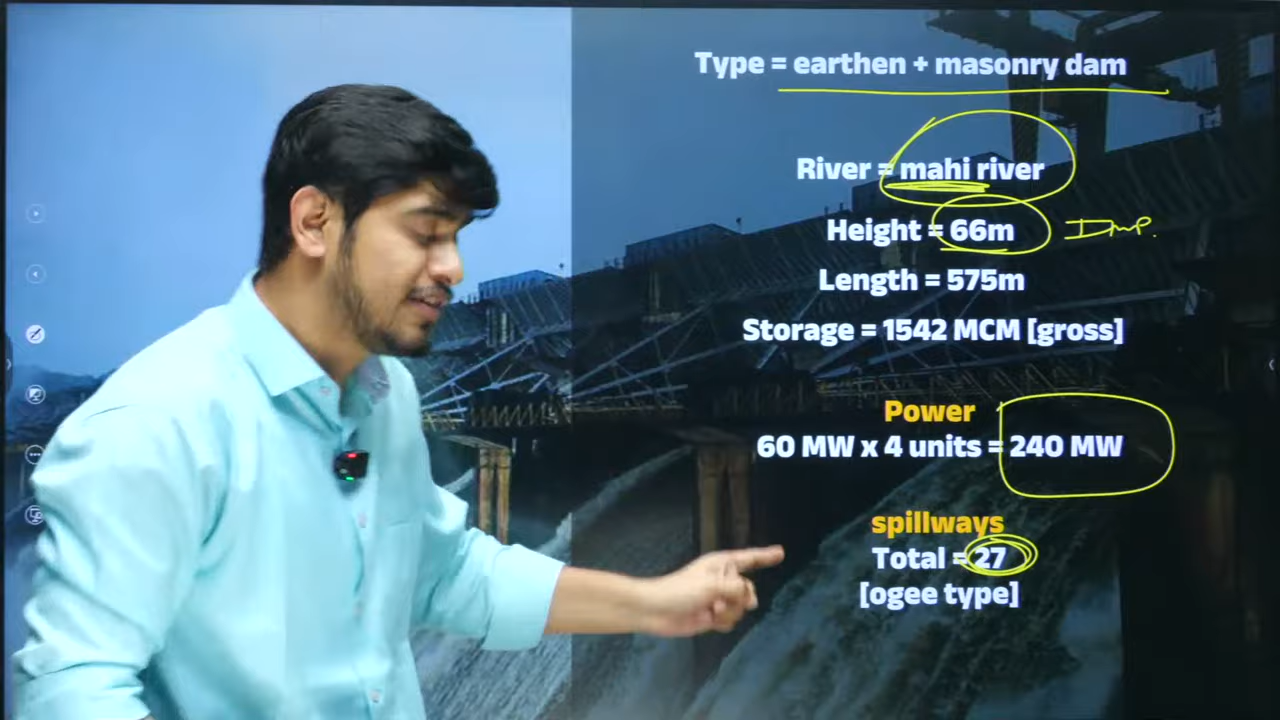 Type = earthen + masonry dam
River = mahi river
Height = 66m Imp.
Length = 575m
Storage = 1542 MCM [gross]
Power
60 MW x 4 units = 240 MW
spillways
Total = 27
[ogee type]